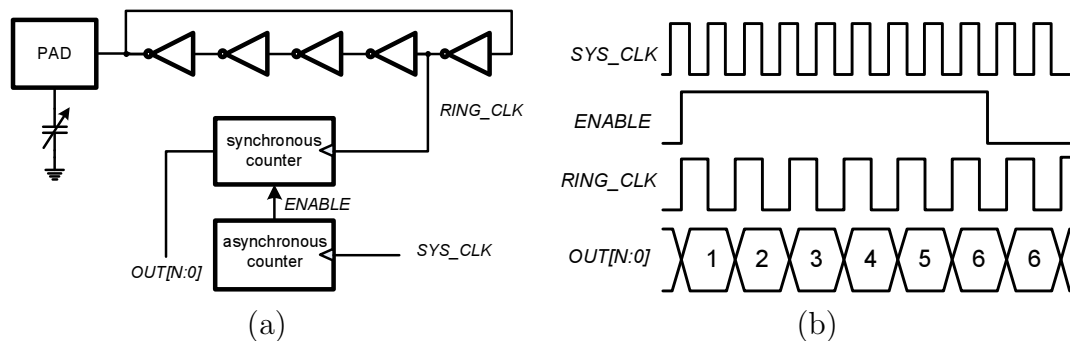 PAD
RING_CLK
synchronous
counter
ENABLE
asynchronous
counter
OUT[N:0]
SYS_CLK
(a)
SYS_CLK
ENABLE
RING_CLK
OUT[N:0] 1 2 3 4 5 6 6
(b)